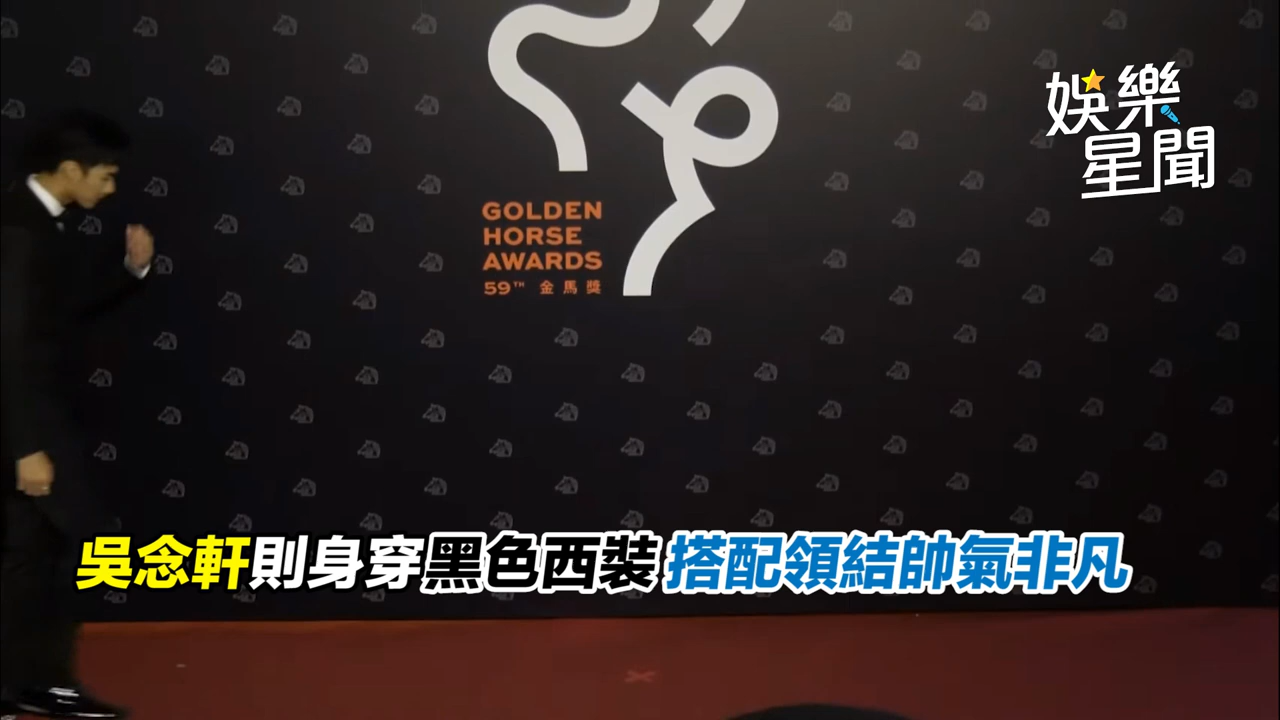 娛樂
星聞
GOLDEN
HORSE
AWARDS
59TH 金馬獎
吳念軒則身穿黑色西裝 搭配領結帥氣非凡